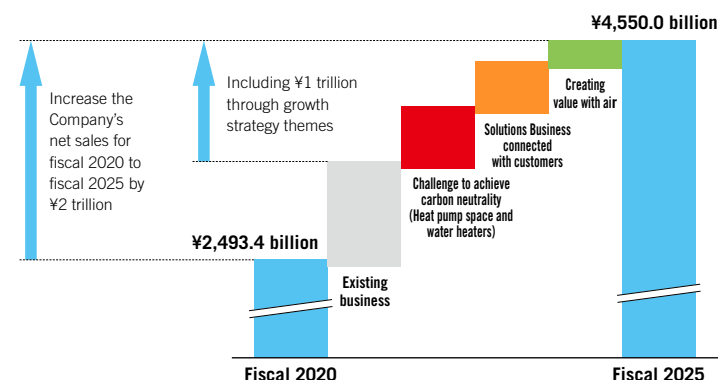 ¥4,550.0 billion
Increase the
Company's
net sales for
fiscal 2020 to
fiscal 2025 by
¥2 trillion
Including ¥1 trillion
through growth
strategy themes
Creating
value with air
Solutions Business
connected
with customers
Challenge to achieve
carbon neutrality
(Heat pump space and
water heaters)
¥2,493.4 billion
Existing
business
Fiscal 2020
Fiscal 2025